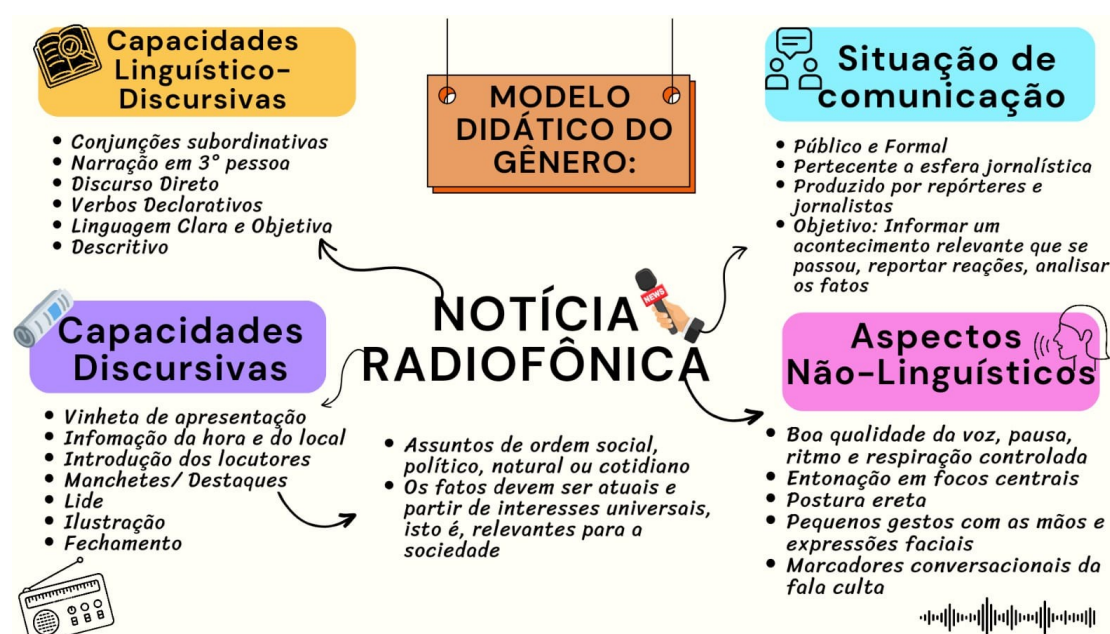 MODELO
DIDÁTICO DO
GÊNERO:
NOTÍCIA
RADIOFÔNICA
NEWS
Capacidades
Linguístico-
Discursivas
• Conjunções subordinativas
• Narração em 3° pessoa
• Discurso Direto
• Verbos Declarativos
• Linguagem Clara e Objetiva
• Descritivo
Capacidades
Discursivas
• Vinheta de apresentação
• Infomação da hora e do local
• Introdução dos locutores
• Manchetes/ Destaques
• Lide
• Ilustração
• Fechamento
• Assuntos de ordem social,
político, natural ou cotidiano
• Os fatos devem ser atuais e
partir de interesses universais,
isto é, relevantes para a
sociedade
Situação de
comunicação
• Público e Formal
• Pertecente a esfera jornalística
• Produzido por repórteres e
jornalistas
• Objetivo: Informar um
acontecimento relevante que se
passou, reportar reações, analisar
os fatos
Aspectos
Não-Linguísticos
• Boa qualidade da voz, pausa,
ritmo e respiração controlada
• Entonação em focos centrais
• Postura ereta
• Pequenos gestos com as mãos e
expressões faciais
• Marcadores conversacionais da
fala culta